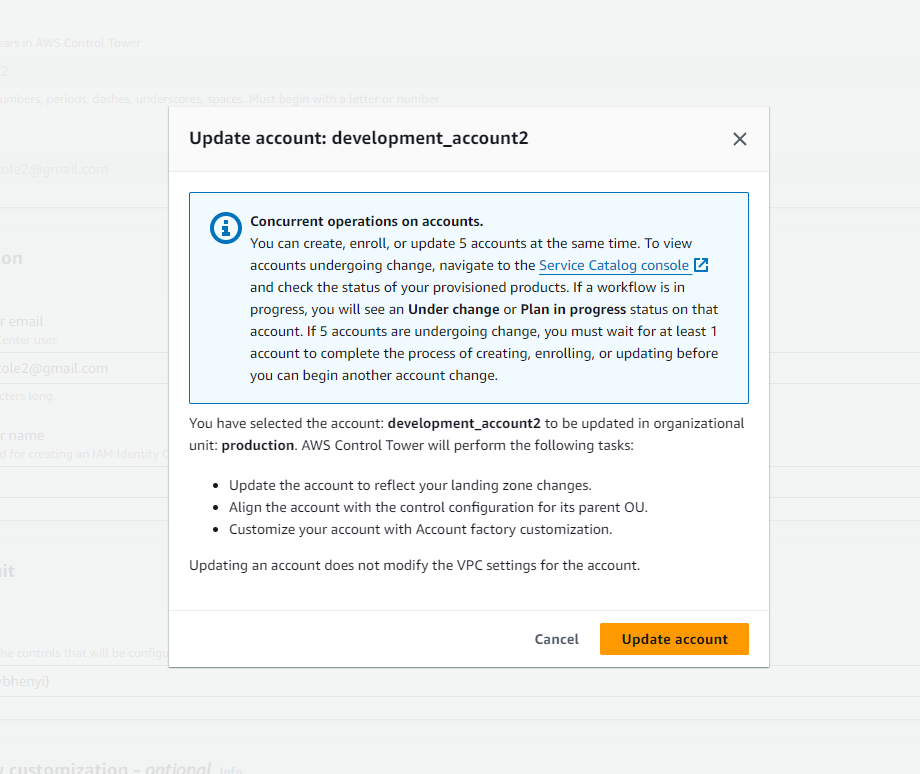 ears in AWS Control Tower
2
umbers, periods, dashes, underscores, spaces. Must begin with a letter or number.
Update account: development_account2
tole2@gmail.com
Concurrent operations on accounts.
You can create, enroll, or update 5 accounts at the same time. To view
accounts undergoing change, navigate to the Service Catalog console
and check the status of your provisioned products. If a workflow is in
progress, you will see an Under change or Plan in progress status on that
account. If 5 accounts are undergoing change, you must wait for at least 1
account to complete the process of creating, enrolling, or updating before
you can begin another account change.
on
r email
Center user.
tole2@gmail.com
cters long.
r name
d for creating an IAM Identity C
You have selected the account: development_account2 to be updated in organizational
unit: production. AWS Control Tower will perform the following tasks:
• Update the account to reflect your landing zone changes.
• Align the account with the control configuration for its parent OU.
• Customize your account with Account factory customization.
Updating an account does not modify the VPC settings for the account.
it
Cancel
Update account
he controls that will be configu
bhenyi)
y customization - optional Info